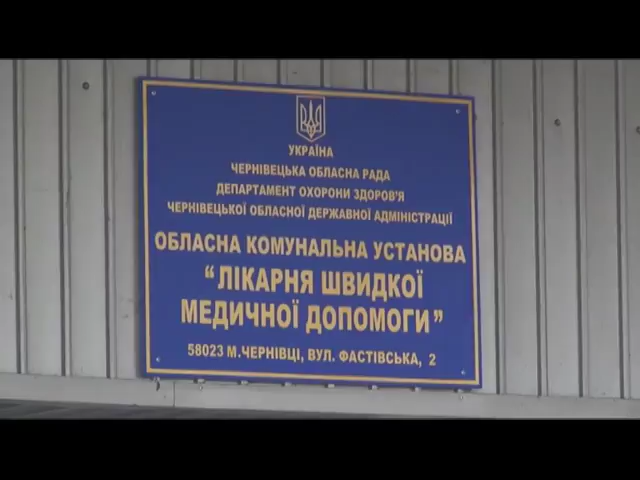 УКРАЇНА
ЧЕРНІВЕЦЬКА ОБЛАСНА РАДА
ДЕПАРТАМЕНТ ОХОРОНИ ЗДОРОВ'Я
ЧЕРНІВЕЦЬКОЇ ОБЛАСНОЇ ДЕРЖАВНОЇ АДМІНІСТРАЦІЇ
ОБЛАСНА КОМУНАЛЬНА УСТАНОВА
“ЛІКАРНЯ ШВИДКОЇ
МЕДИЧНОЇ ДОПОМОГИ”
58023 М.ЧЕРНІВЦІ, ВУЛ. ФАСТІВСЬКА, 2